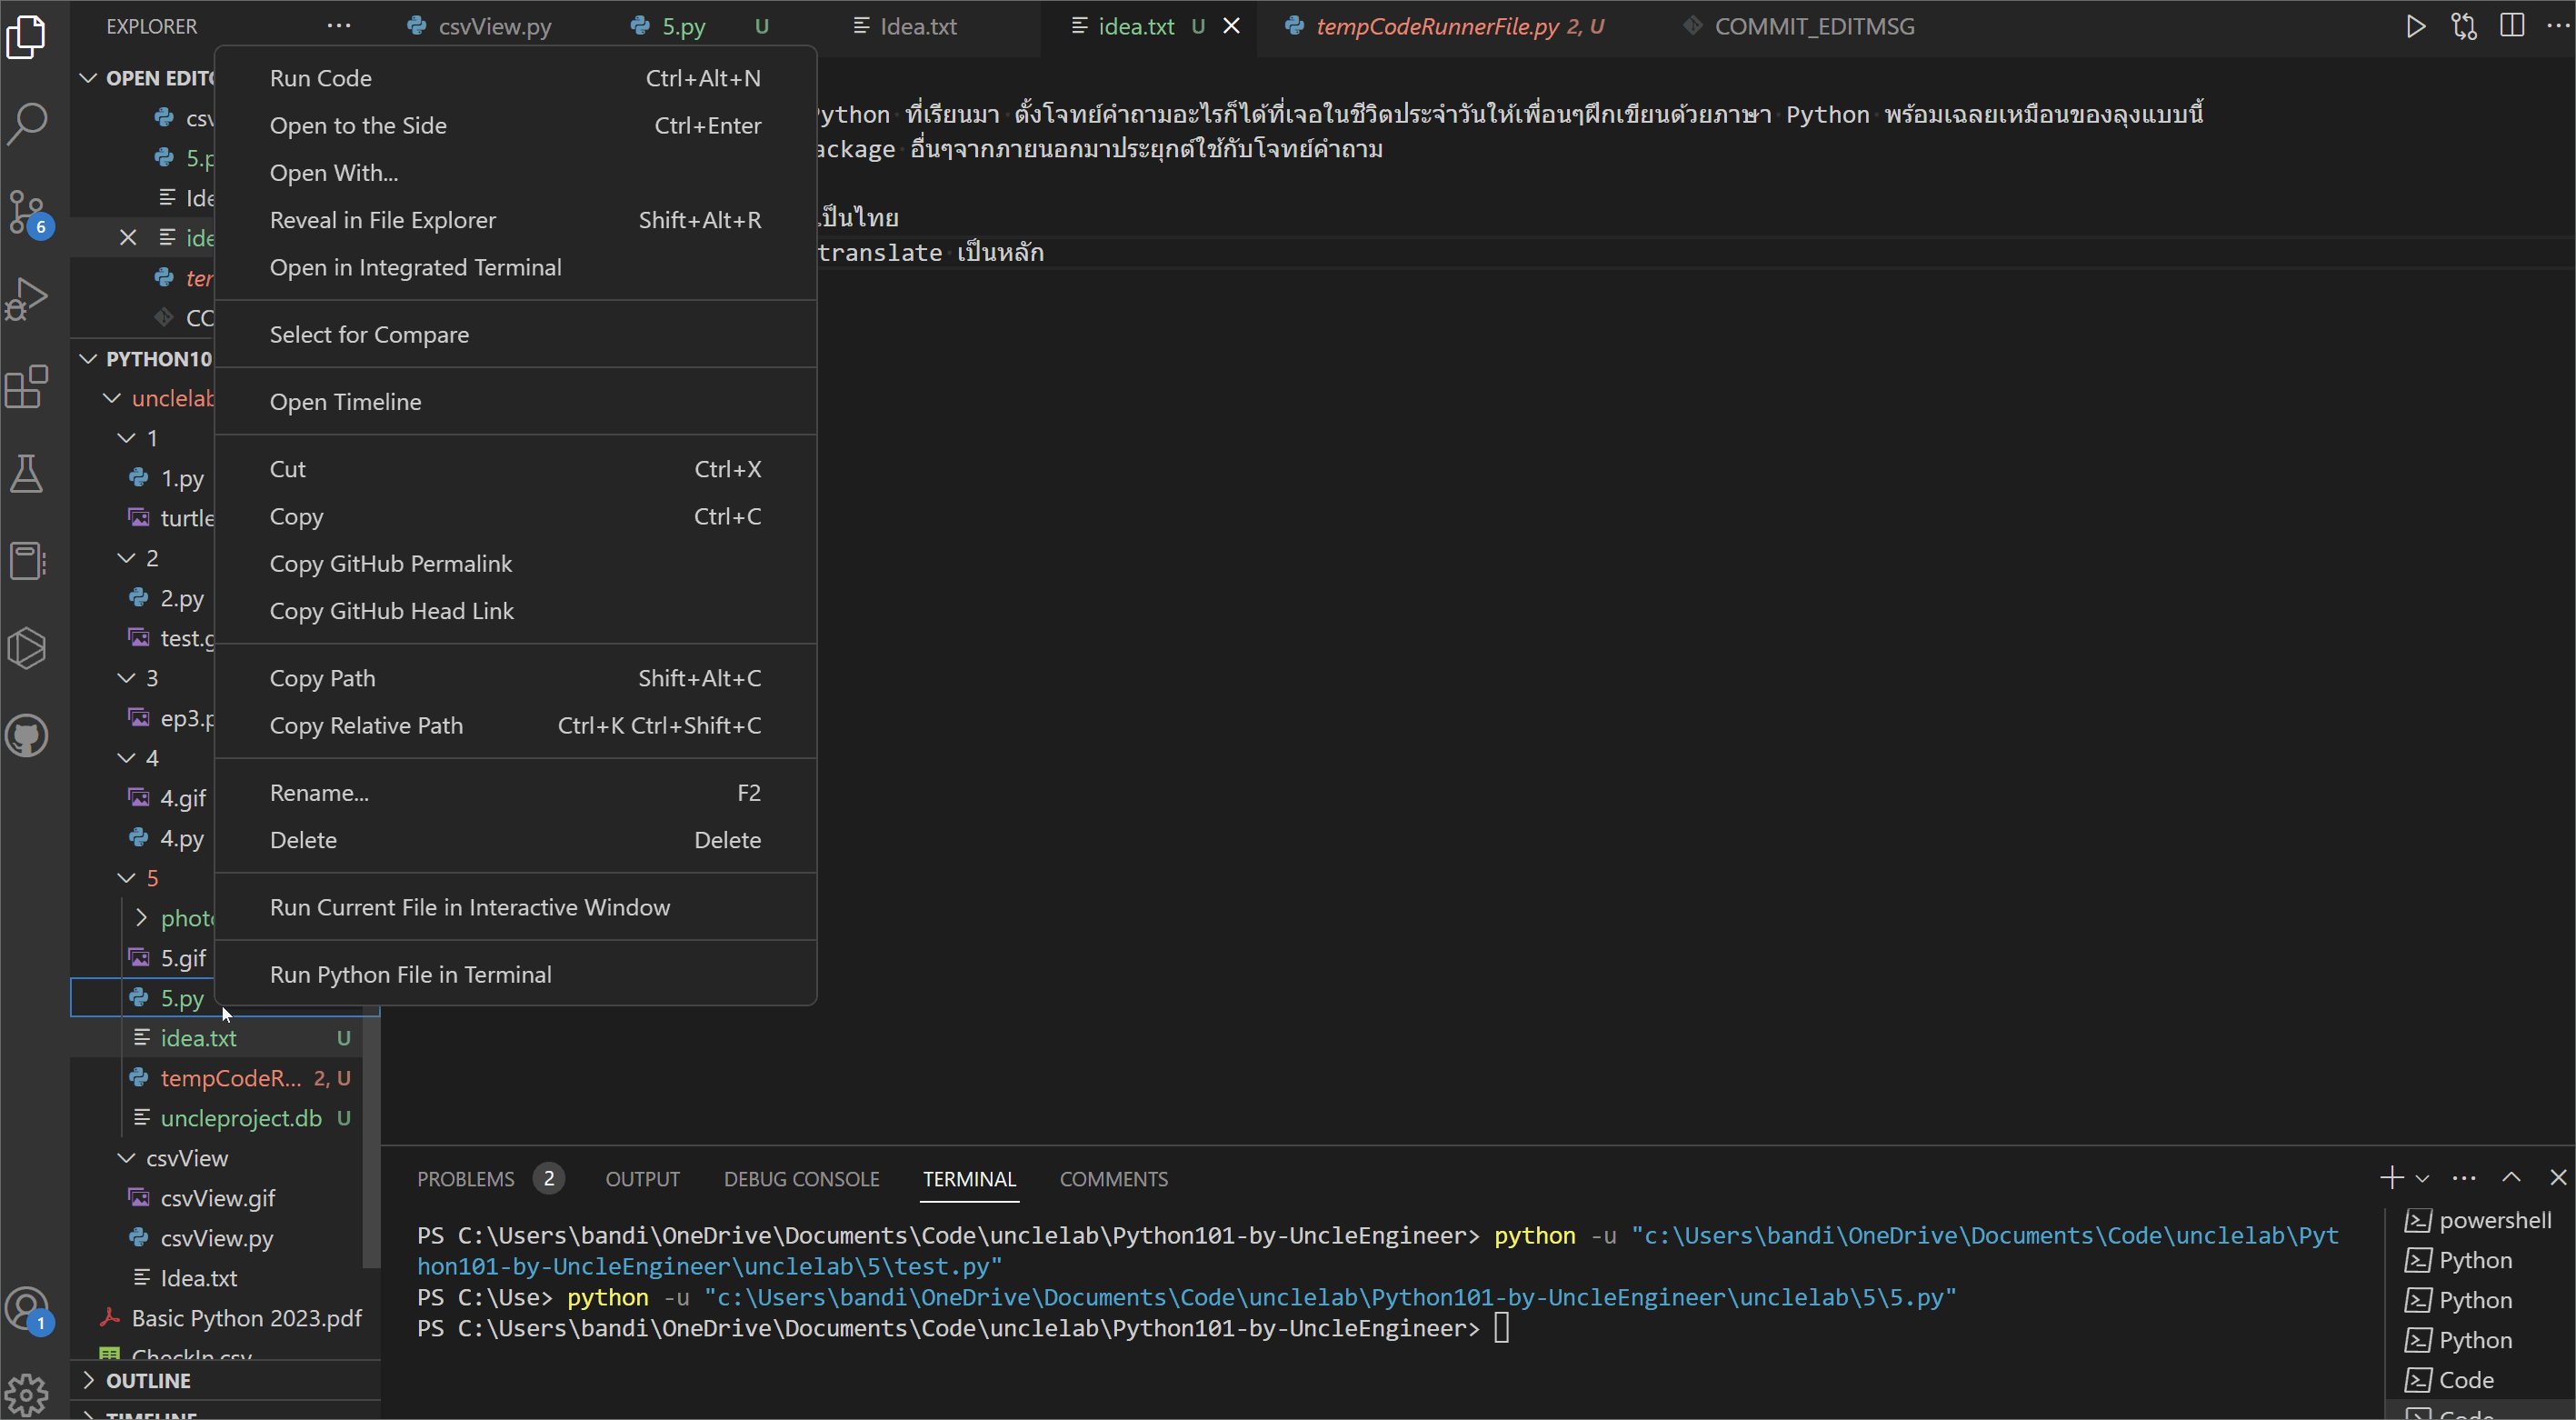 EXPLORER
csvView.py
5.py U
Idea.txt
idea.txt U
tempCodeRunnerFile.py 2, U
COMMIT_EDITMSG
OPEN EDIT
5.p
PYTHON10
unclelab
1
1.py
turtle
2
2.py
test.g
3
ep3.p
4
4.gif
4.py
5
photo
5.gif
5.py
idea.txt U
tempCodeR... 2, U
uncleproject.db U
csvView
csvView.gif
csvView.py
Idea.txt
Basic Python 2023.pdf
CheckIn.csv
OUTLINE
TIMELINE
6
1
Run Code Ctrl+Alt+N
Open to the Side Ctrl+Enter
Open With...
Reveal in File Explorer Shift+Alt+R
Open in Integrated Terminal
Select for Compare
Open Timeline
Cut Ctrl+X
Copy Ctrl+C
Copy GitHub Permalink
Copy GitHub Head Link
Copy Path Shift+Alt+C
Copy Relative Path Ctrl+K Ctrl+Shift+C
Rename... F2
Delete Delete
Run Current File in Interactive Window
Run Python File in Terminal
Python ที่เรียนมา ตั้งโจทย์คำถามอะไรก็ได้ที่เจอในชีวิตประจำวันให้เพื่อนๆฝึกเขียนด้วยภาษา Python พร้อมเฉลยเหมือนของลุงแบบนี้
ackage อื่นๆจากภายนอกมาประยุกต์ใช้กับโจทย์คำถาม
เป็นไทย
translate เป็นหลัก
PROBLEMS 2 OUTPUT DEBUG CONSOLE TERMINAL COMMENTS
PS C:\Users\bandi\OneDrive\Documents\Code\unclelab\Python101-by-UncleEngineer> python -u "c:\Users\bandi\OneDrive\Documents\Code\unclelab\Pyt
hon101-by-UncleEngineer\unclelab\5\test.py"
PS C:\Use> python -u "c:\Users\bandi\OneDrive\Documents\Code\unclelab\Python101-by-UncleEngineer\unclelab\5\5.py"
PS C:\Users\bandi\OneDrive\Documents\Code\unclelab\Python101-by-UncleEngineer>
powershell
Python
Python
Python
Code
Code